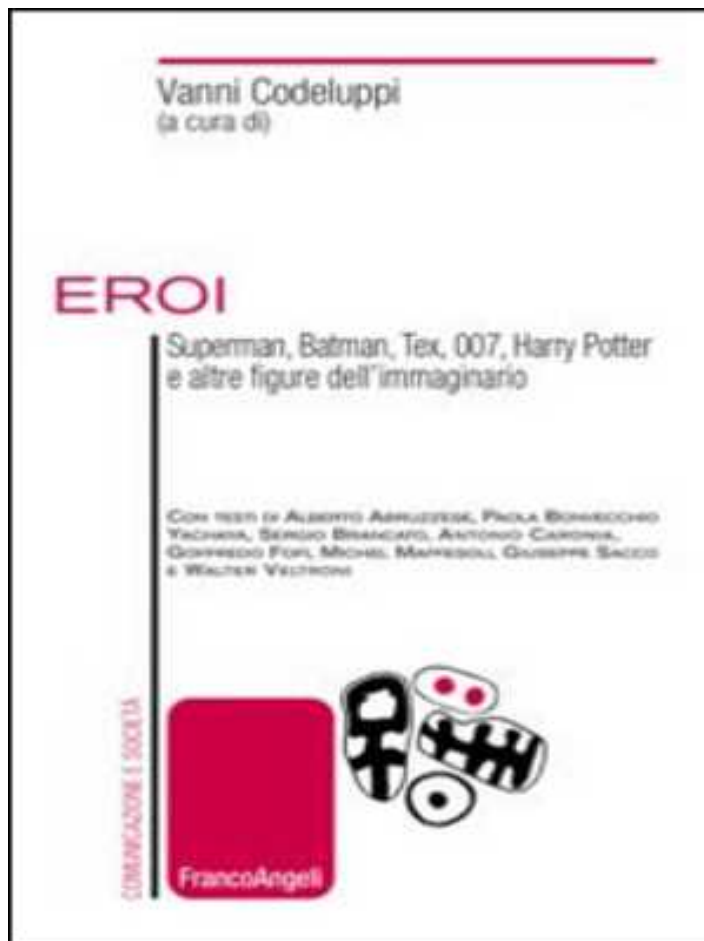 Vanni Codeluppi
(a cura di)
EROI
Superman, Batman, Tex, 007, Harry Potter
e altre figure dell'immaginario
CON TESTI DI ALBERTO ABRUZZESE, PAOLA BONVECCHIO
YACHAYA, SERGIO BRANCATO, ANTONIO CARONIA,
GOFFREDO FOFI, MICHEL MAFFESOLI, GIUSEPPE SACCO
E WALTER VELTRONI
COMUNICAZIONE E SOCIETÀ
FrancoAngeli